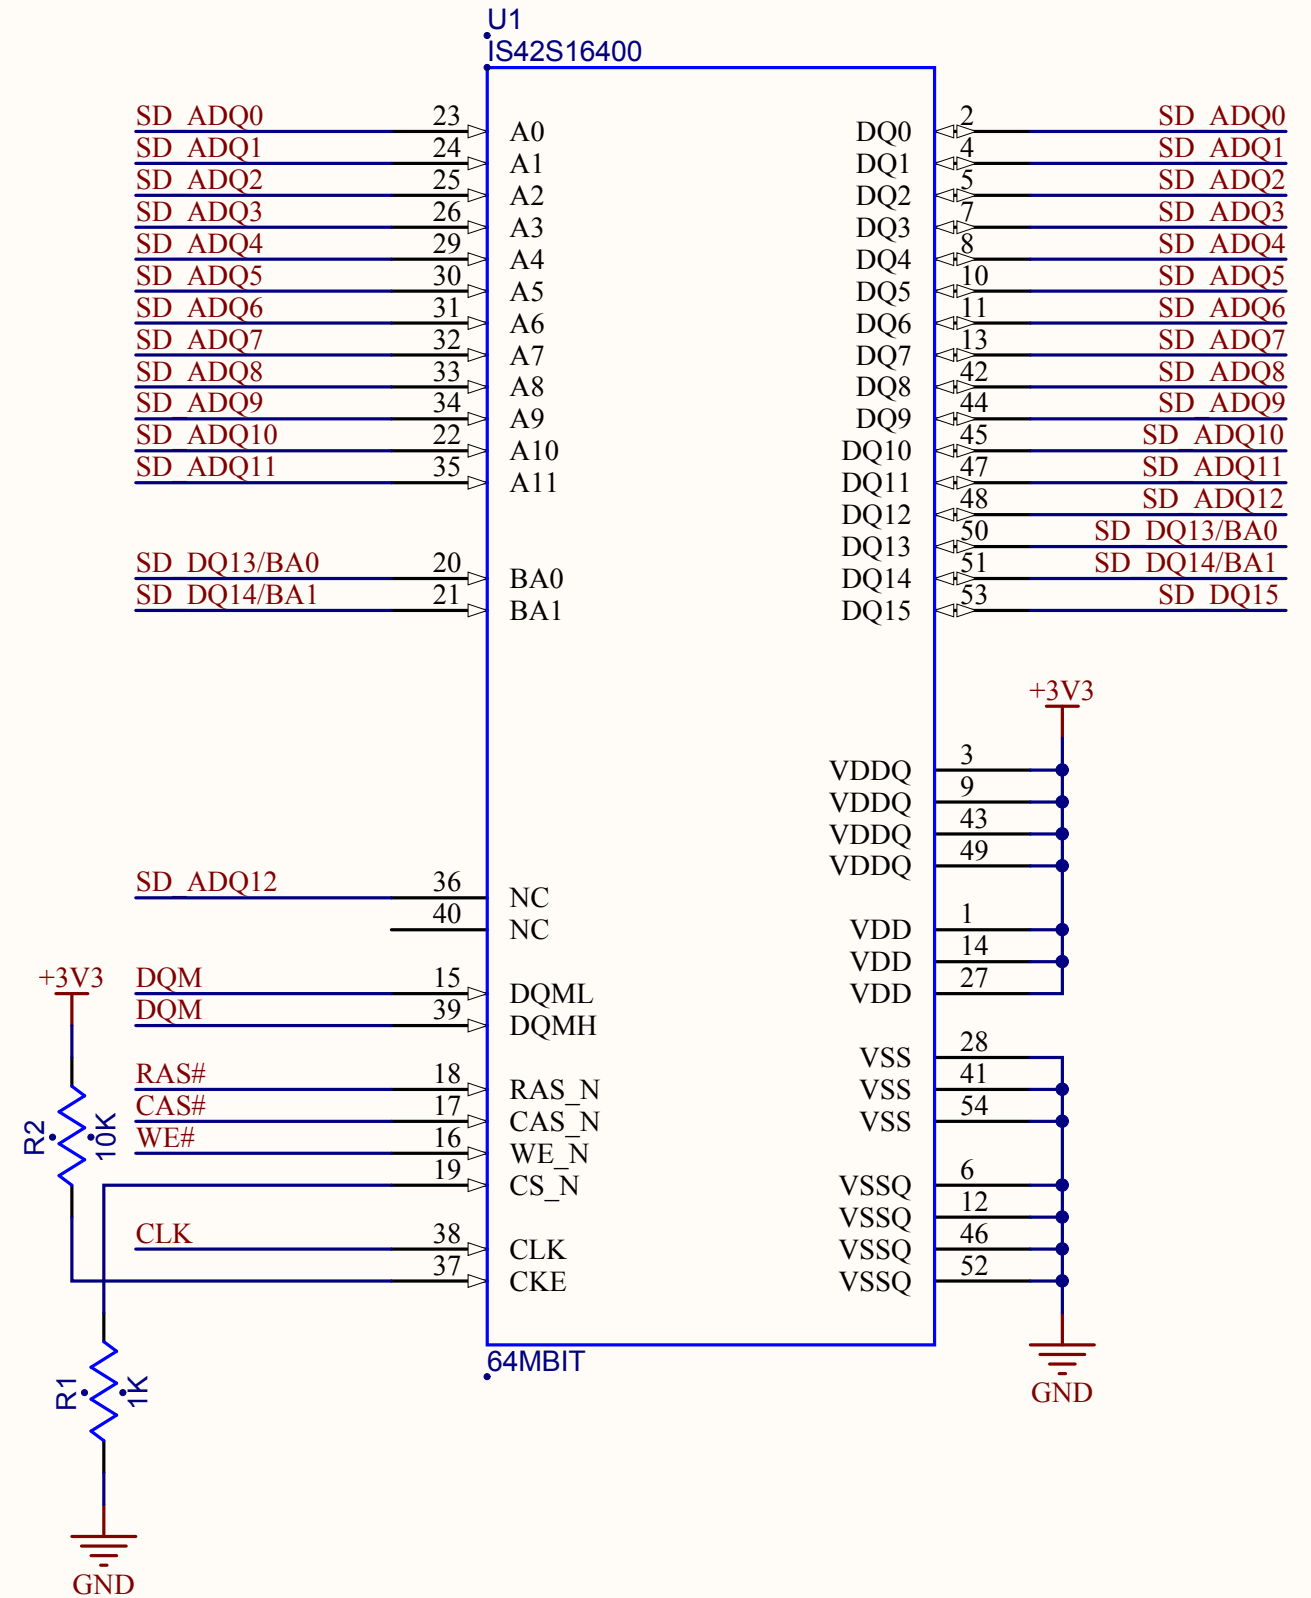 U1
IS42S16400
SD_ADQ0 23 A0 DQ0 2 SD_ADQ0
SD_ADQ1 24 A1 DQ1 4 SD_ADQ1
SD_ADQ2 25 A2 DQ2 5 SD_ADQ2
SD_ADQ3 26 A3 DQ3 7 SD_ADQ3
SD_ADQ4 29 A4 DQ4 8 SD_ADQ4
SD_ADQ5 30 A5 DQ5 10 SD_ADQ5
SD_ADQ6 31 A6 DQ6 11 SD_ADQ6
SD_ADQ7 32 A7 DQ7 13 SD_ADQ7
SD_ADQ8 33 A8 DQ8 42 SD_ADQ8
SD_ADQ9 34 A9 DQ9 44 SD_ADQ9
SD_ADQ10 22 A10 DQ10 45 SD_ADQ10
SD_ADQ11 35 A11 DQ11 47 SD_ADQ11
DQ12 48 SD_ADQ12
DQ13 50 SD_DQ13/BA0
SD_DQ13/BA0 20 BA0 DQ14 51 SD_DQ14/BA1
SD_DQ14/BA1 21 BA1 DQ15 53 SD_DQ15
+3V3
VDDQ 3
VDDQ 9
VDDQ 43
VDDQ 49
SD_ADQ12 36 NC
40 NC VDD 1
VDD 14
+3V3 DQM 15 DQML VDD 27
DQM 39 DQMH
VSS 28
RAS# 18 RAS_N VSS 41
CAS# 17 CAS_N VSS 54
R2 10K WE# 16 WE_N
19 CS_N VSSQ 6
VSSQ 12
CLK 38 CLK VSSQ 46
37 CKE VSSQ 52
64MBIT
R1 1K
GND
GND